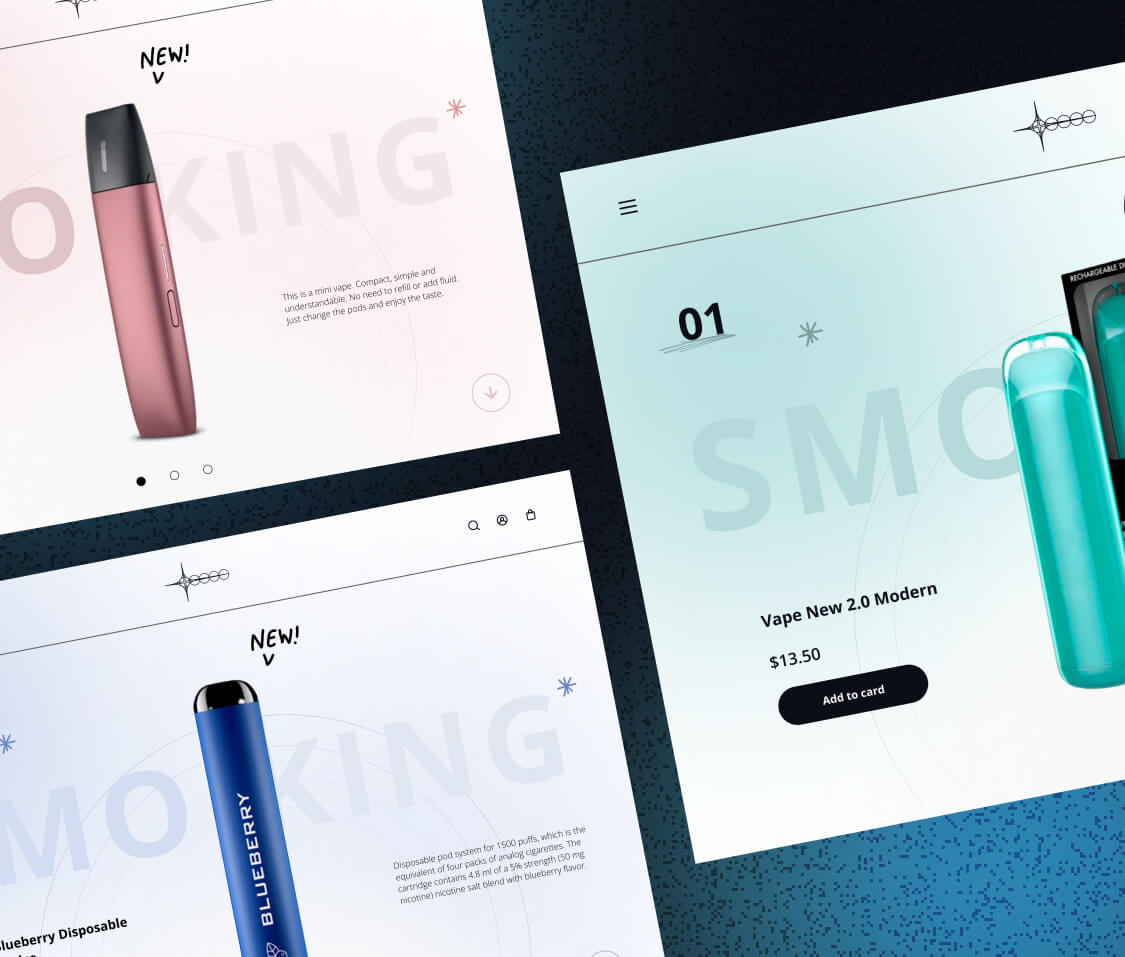 NEW!
OKING
This is a mini vape. Compact, simple and
understandable. No need to refill or add fluid.
Just change the pods and enjoy the taste.
NEW!
MOKING
BLUEBERRY
Disposable pod system for 1500 puffs, which is the
equivalent of four packs of analog cigarettes. The
cartridge contains 4,8 ml of a 5% strength (50 mg
nicotine) nicotine salt blend with blueberry flavor.
lueberry Disposable
01
SMO
RECHARGEABLE
Vape New 2.0 Modern
$13.50
Add to card